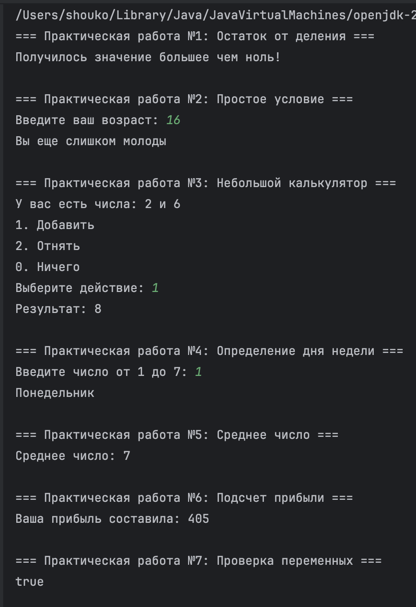 /Users/shouko/Library/Java/JavaVirtualMachines/openjdk-2
=== Практическая работа №1: Остаток от деления ===
Получилось значение большее чем ноль!
=== Практическая работа №2: Простое условие ===
Введите ваш возраст: 16
Вы еще слишком молоды
=== Практическая работа №3: Небольшой калькулятор ===
У вас есть числа: 2 и 6
1. Добавить
2. Отнять
0. Ничего
Выберите действие: 1
Результат: 8
=== Практическая работа №4: Определение дня недели ===
Введите число от 1 до 7: 1
Понедельник
=== Практическая работа №5: Среднее число ===
Среднее число: 7
=== Практическая работа №6: Подсчет прибыли ===
Ваша прибыль составила: 405
=== Практическая работа №7: Проверка переменных ===
true